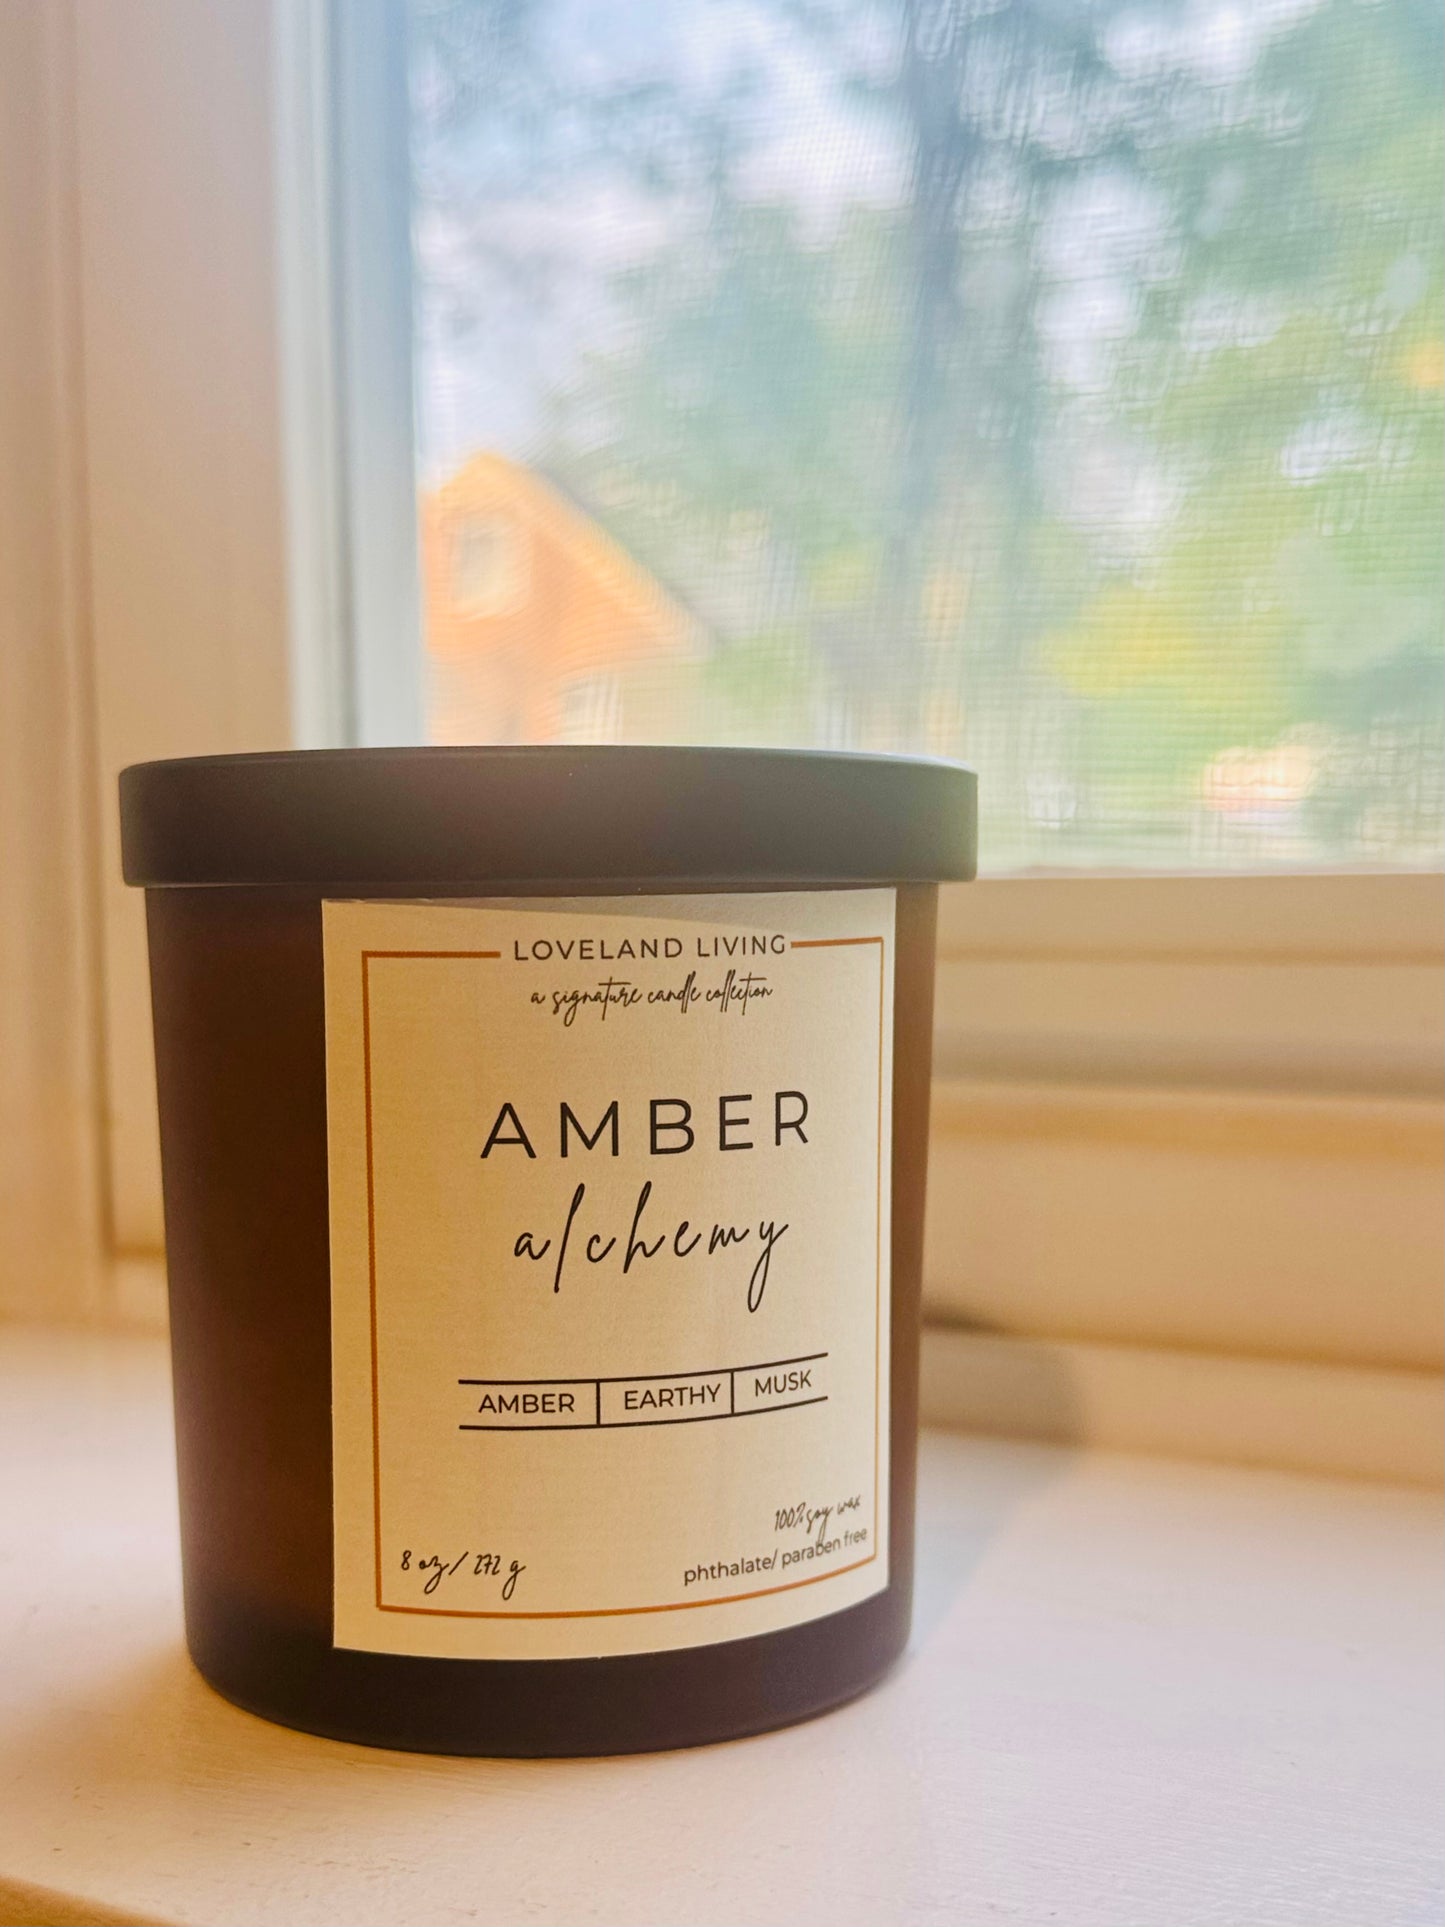 LOVELAND LIVING
a signature candle collection
AMBER
alchemy
AMBER EARTHY MUSK
100% soy wax
8 oz/ 272 g
phthalate/ paraben free